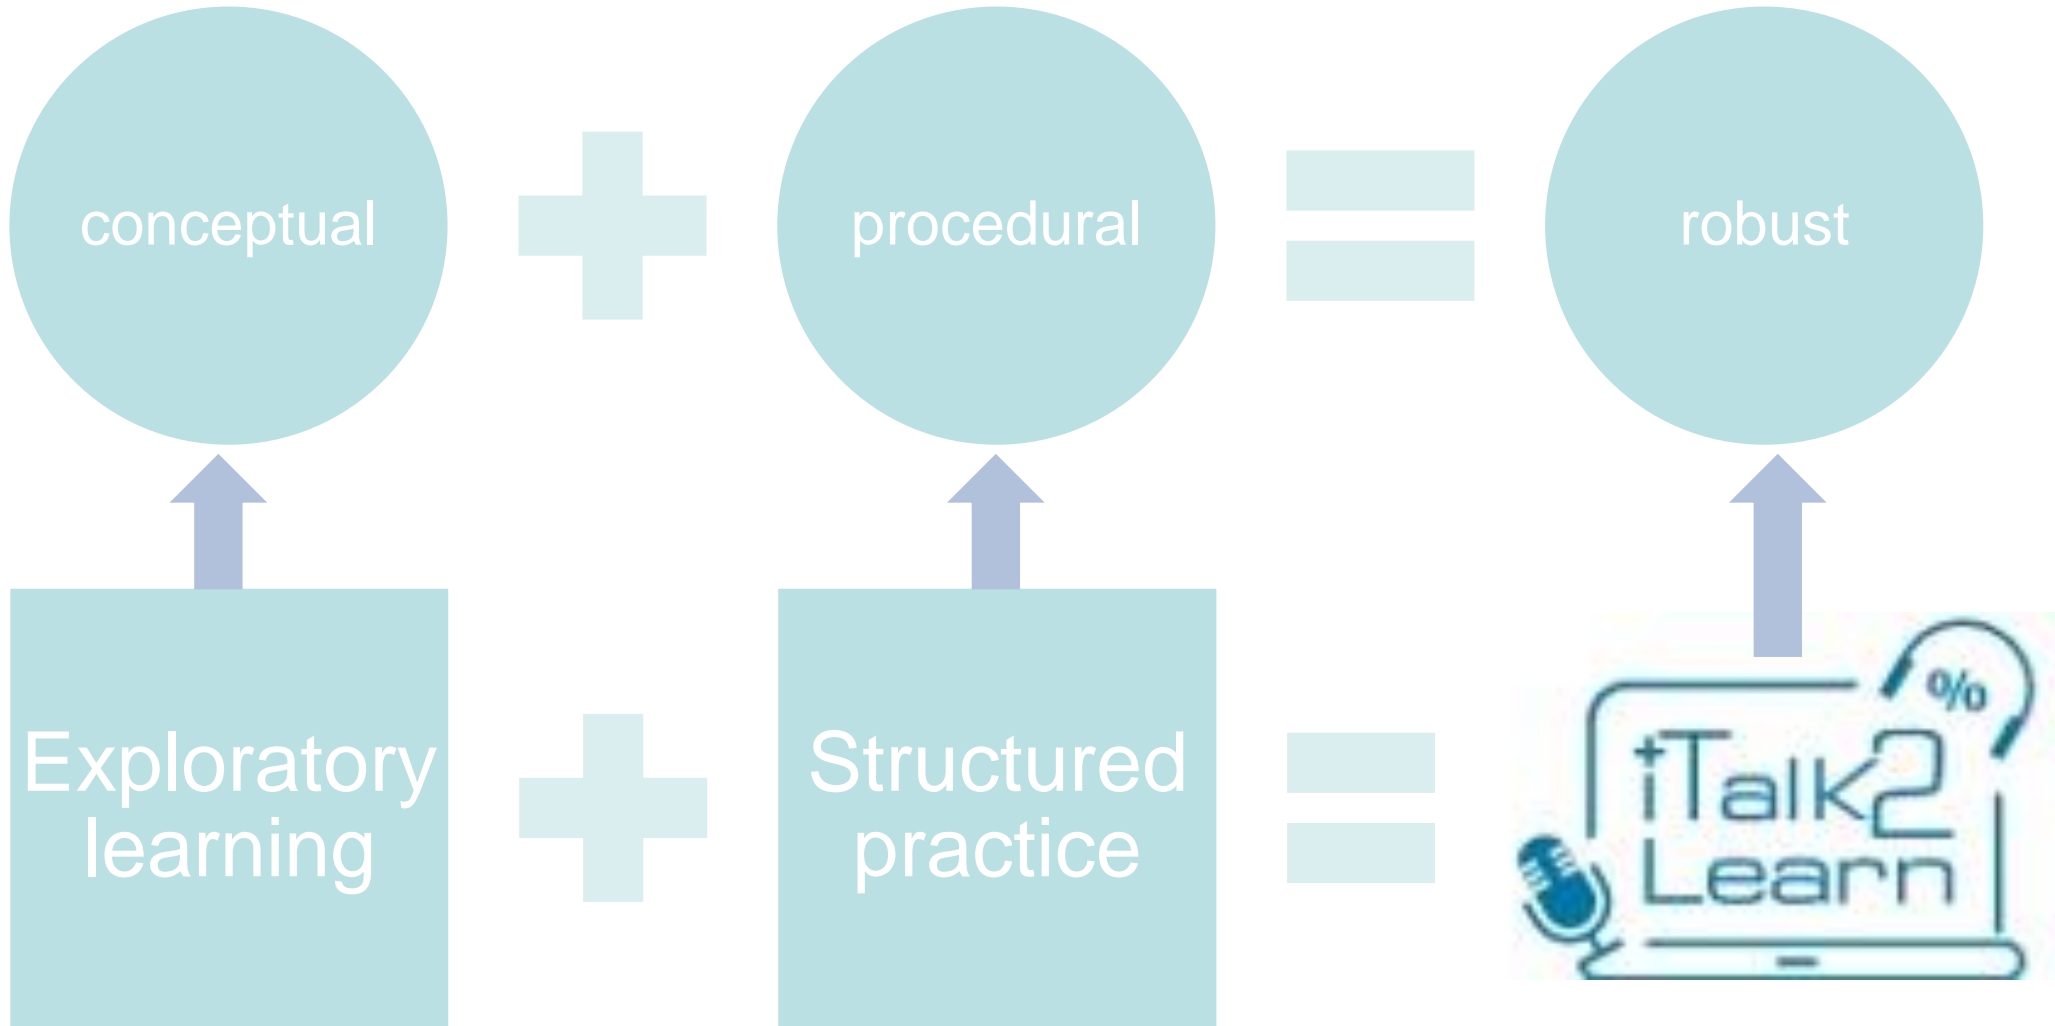 conceptual
procedural
robust
Exploratory
learning
Structured
practice
%
iTalk2
Learn